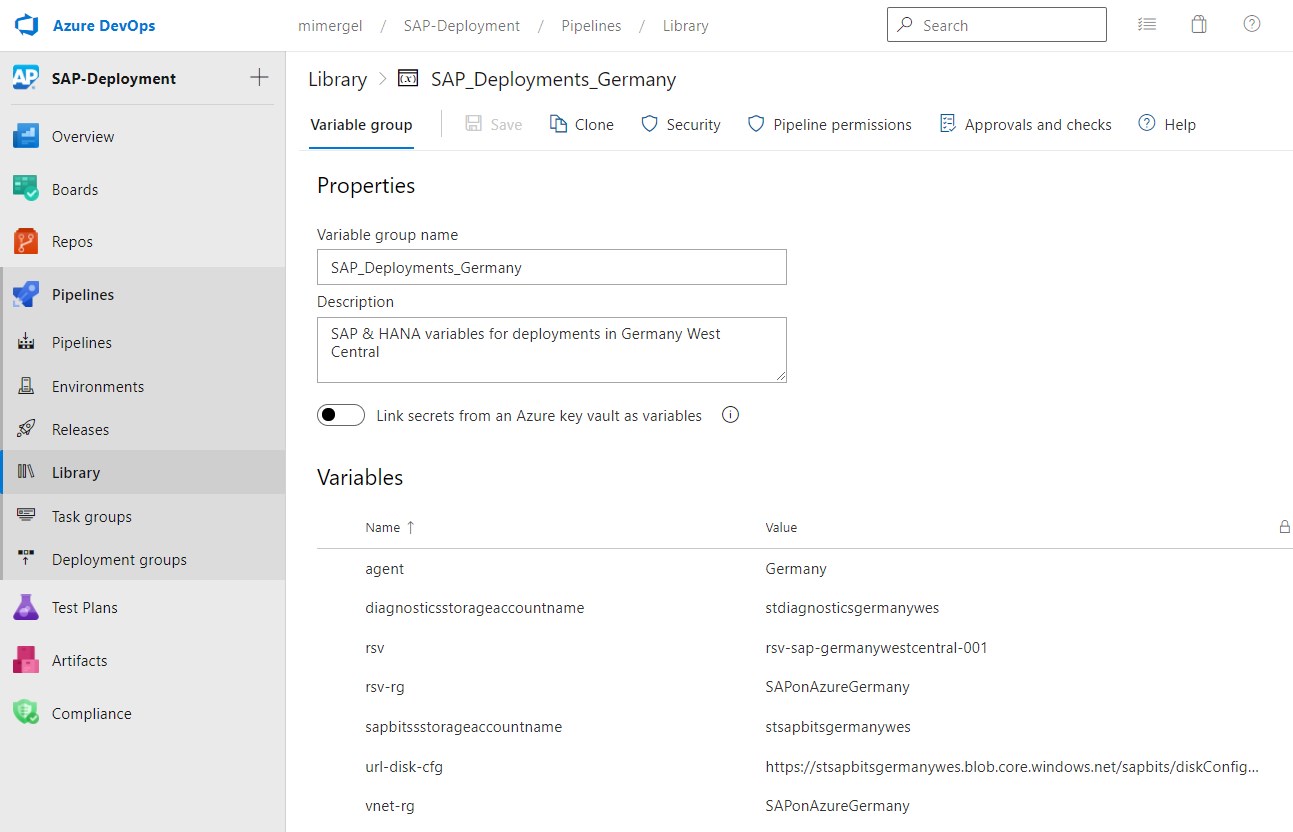 Azure DevOps
mimergel / SAP-Deployment / Pipelines / Library
Search
AP
SAP-Deployment
Overview
Boards
Repos
Pipelines
Pipelines
Environments
Releases
Library
Task groups
Deployment groups
Test Plans
Artifacts
Compliance
Library > (x) SAP_Deployments_Germany
Variable group
Save
Clone
Security
Pipeline permissions
Approvals and checks
Help
Properties
Variable group name
SAP_Deployments_Germany
Description
SAP & HANA variables for deployments in Germany West
Central
Link secrets from an Azure key vault as variables
Variables
Name ↑ Value
agent Germany
diagnosticsstorageaccountname stdiagnosticsgermanywes
rsv rsv-sap-germanywestcentral-001
rsv-rg SAPonAzureGermany
sapbitssstorageaccountname stsapbitsgermanywes
url-disk-cfg https://stsapbitsgermanywes.blob.core.windows.net/sapbits/diskConfig...
vnet-rg SAPonAzureGermany